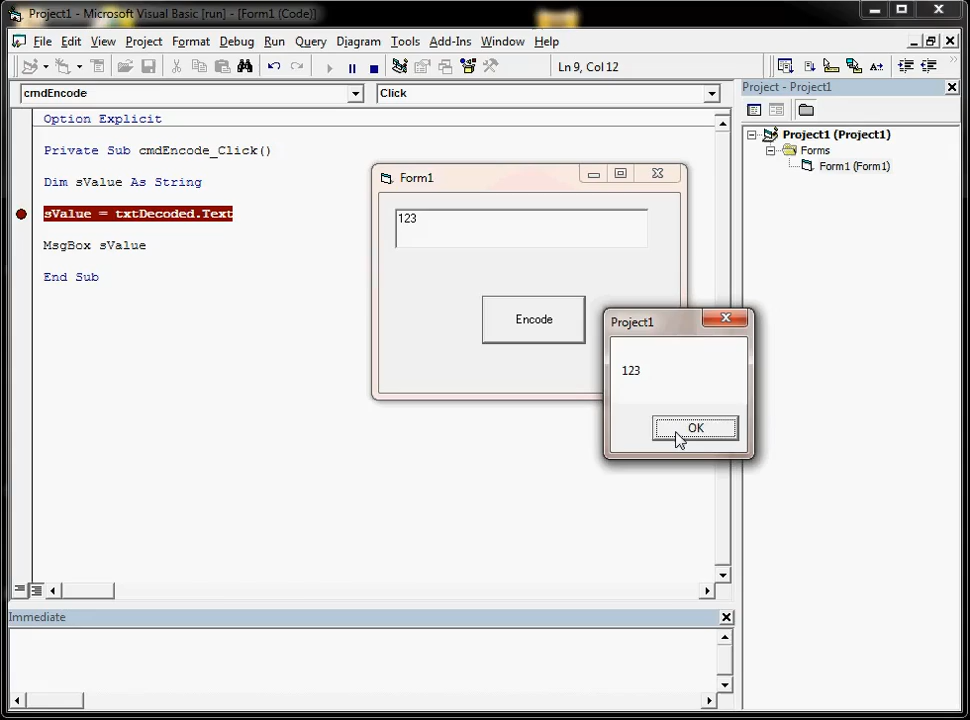 Project1 - Microsoft Visual Basic [run] - [Form1 (Code)]
File Edit View Project Format Debug Run Query Diagram Tools Add-Ins Window Help
Ln 9, Col 12
cmdEncode
Click
Project - Project1
Option Explicit
Private Sub cmdEncode_Click()
Dim sValue As String
sValue = txtDecoded.Text
MsgBox sValue
End Sub
Form1
123
Encode
Project1
123
OK
Project1 (Project1)
Forms
Form1 (Form1)
Immediate